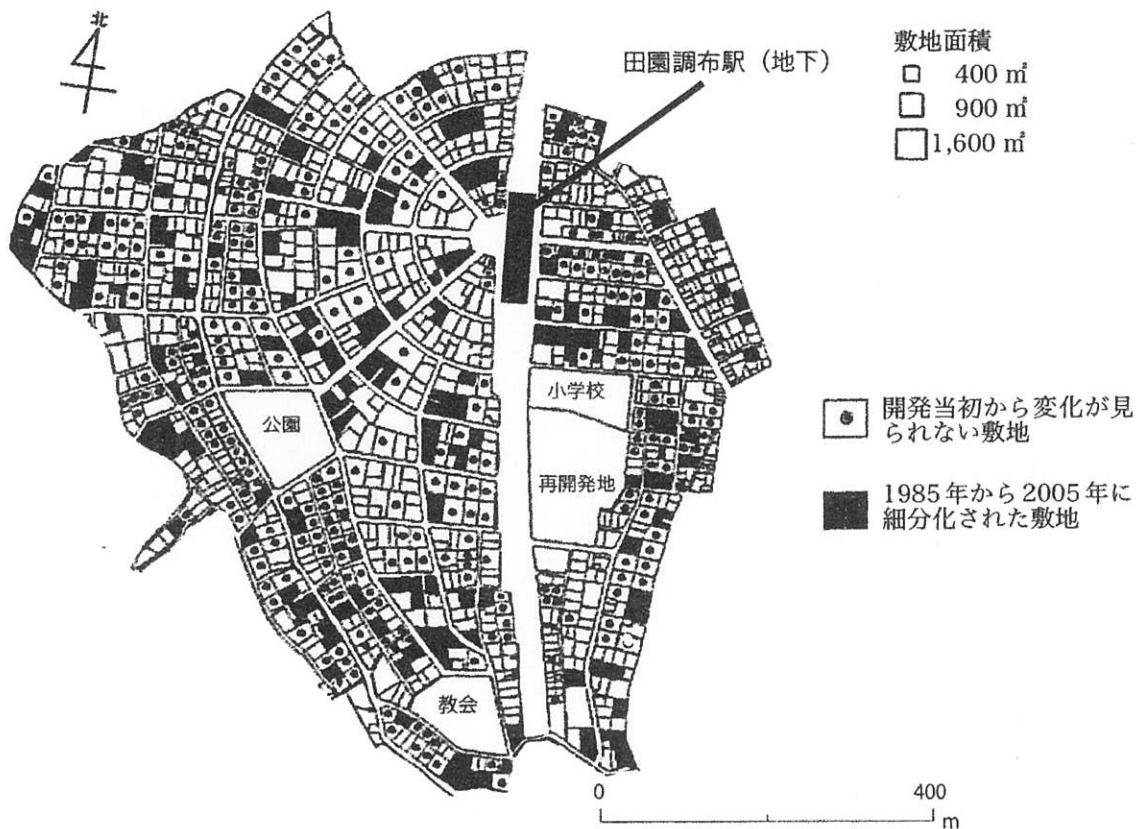 北
田園調布駅（地下）
敷地面積
400 ㎡
900 ㎡
1,600 ㎡
小学校
公園
再開発地
教会
開発当初から変化が見
られない敷地
1985年から2005年に
細分化された敷地
0 400
m